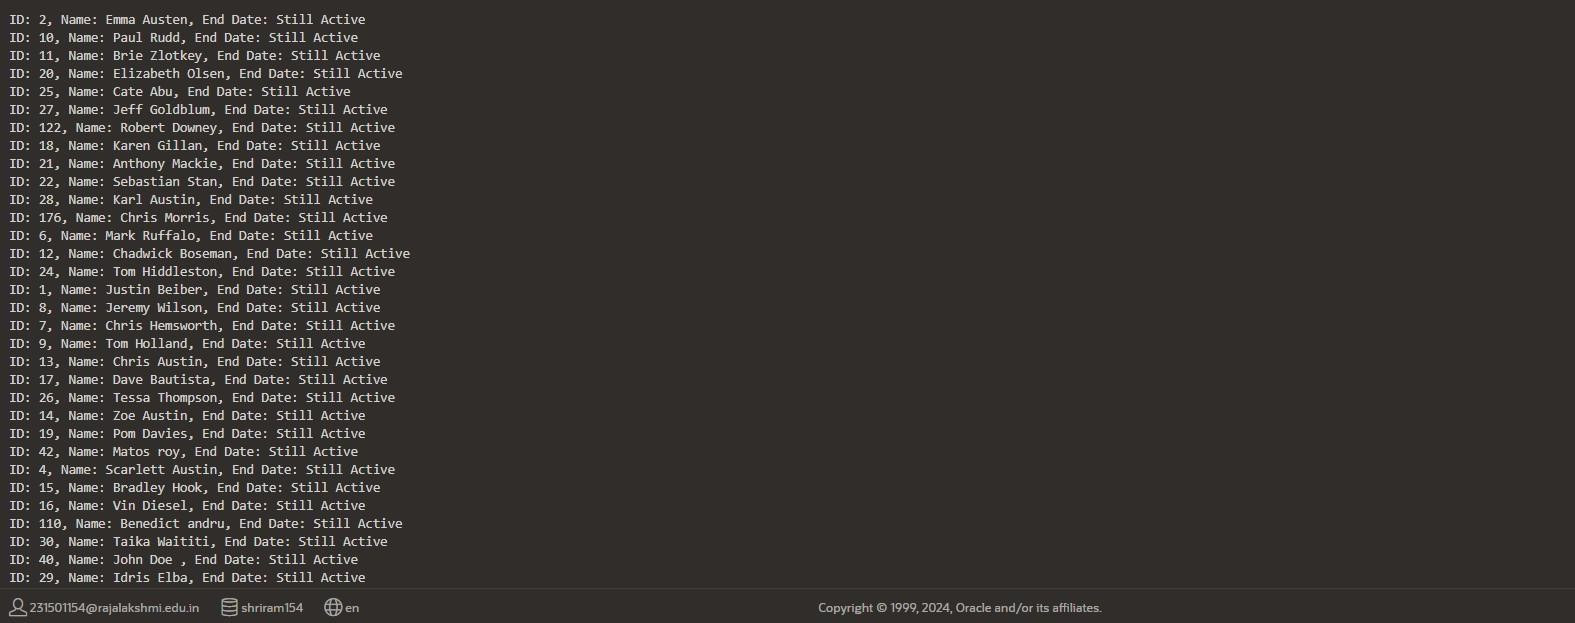 ID: 2, Name: Emma Austen, End Date: Still Active
ID: 10, Name: Paul Rudd, End Date: Still Active
ID: 11, Name: Brie Zlotkey, End Date: Still Active
ID: 20, Name: Elizabeth Olsen, End Date: Still Active
ID: 25, Name: Cate Abu, End Date: Still Active
ID: 27, Name: Jeff Goldblum, End Date: Still Active
ID: 122, Name: Robert Downey, End Date: Still Active
ID: 18, Name: Karen Gillan, End Date: Still Active
ID: 21, Name: Anthony Mackie, End Date: Still Active
ID: 22, Name: Sebastian Stan, End Date: Still Active
ID: 28, Name: Karl Austin, End Date: Still Active
ID: 176, Name: Chris Morris, End Date: Still Active
ID: 6, Name: Mark Ruffalo, End Date: Still Active
ID: 12, Name: Chadwick Boseman, End Date: Still Active
ID: 24, Name: Tom Hiddleston, End Date: Still Active
ID: 1, Name: Justin Beiber, End Date: Still Active
ID: 8, Name: Jeremy Wilson, End Date: Still Active
ID: 7, Name: Chris Hemsworth, End Date: Still Active
ID: 9, Name: Tom Holland, End Date: Still Active
ID: 13, Name: Chris Austin, End Date: Still Active
ID: 17, Name: Dave Bautista, End Date: Still Active
ID: 26, Name: Tessa Thompson, End Date: Still Active
ID: 14, Name: Zoe Austin, End Date: Still Active
ID: 19, Name: Pom Davies, End Date: Still Active
ID: 42, Name: Matos roy, End Date: Still Active
ID: 4, Name: Scarlett Austin, End Date: Still Active
ID: 15, Name: Bradley Hook, End Date: Still Active
ID: 16, Name: Vin Diesel, End Date: Still Active
ID: 110, Name: Benedict andru, End Date: Still Active
ID: 30, Name: Taika Waititi, End Date: Still Active
ID: 40, Name: John Doe , End Date: Still Active
ID: 29, Name: Idris Elba, End Date: Still Active
231501154@rajalakshmi.edu.in shriram154 en Copyright © 1999, 2024, Oracle and/or its affiliates.